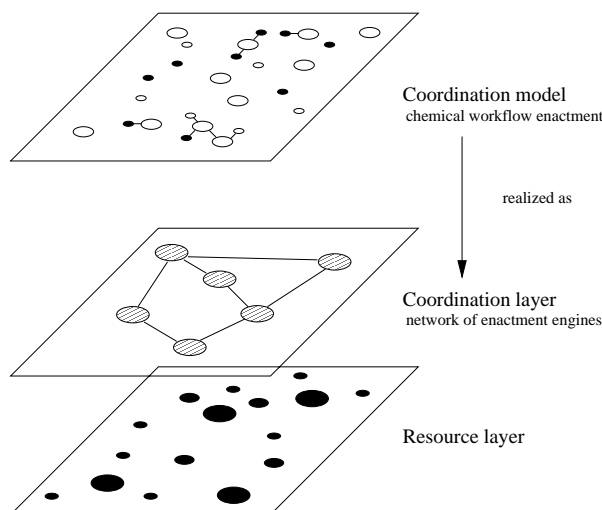 Coordination model
chemical workflow enactment
realized as
Coordination layer
network of enactment engines
Resource layer